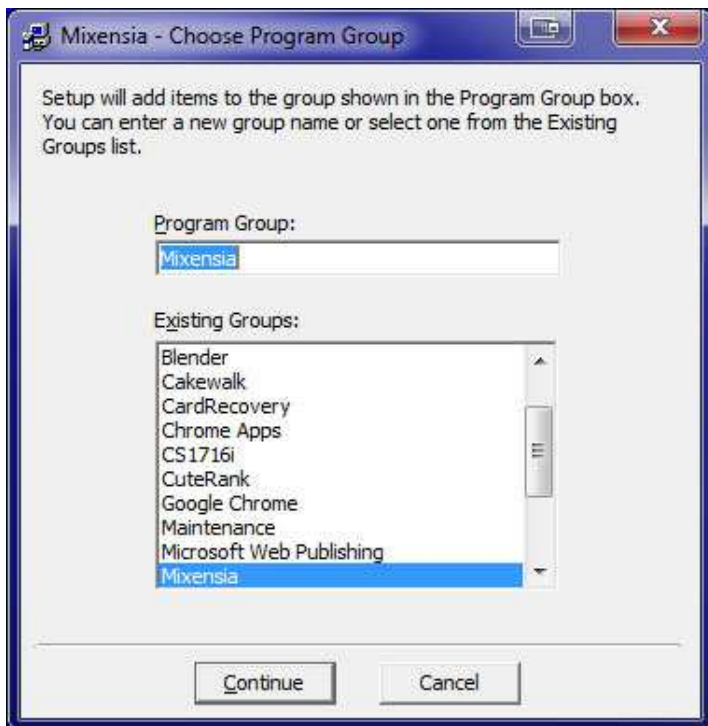 Mixensia - Choose Program Group
Setup will add items to the group shown in the Program Group box.
You can enter a new group name or select one from the Existing
Groups list.
Program Group:
Mixensia
Existing Groups:
Blender
Cakewalk
CardRecovery
Chrome Apps
CS1716i
CuteRank
Google Chrome
Maintenance
Microsoft Web Publishing
Mixensia
Continue Cancel